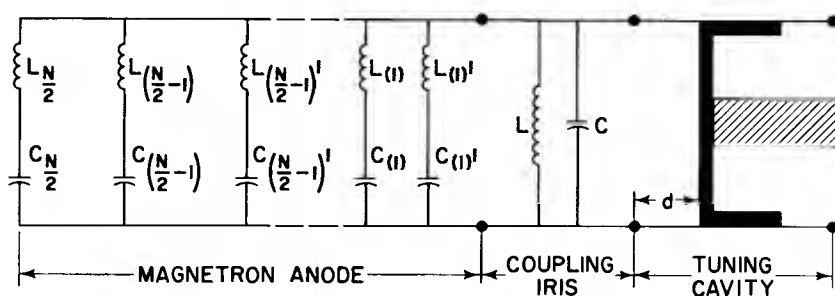 L N/2 L (N/2-1) L (N/2-1)' L(1) L(1)' L C
C N/2 C (N/2-1) C (N/2-1)' C(1) C(1)'
d
MAGNETRON ANODE COUPLING IRIS TUNING CAVITY